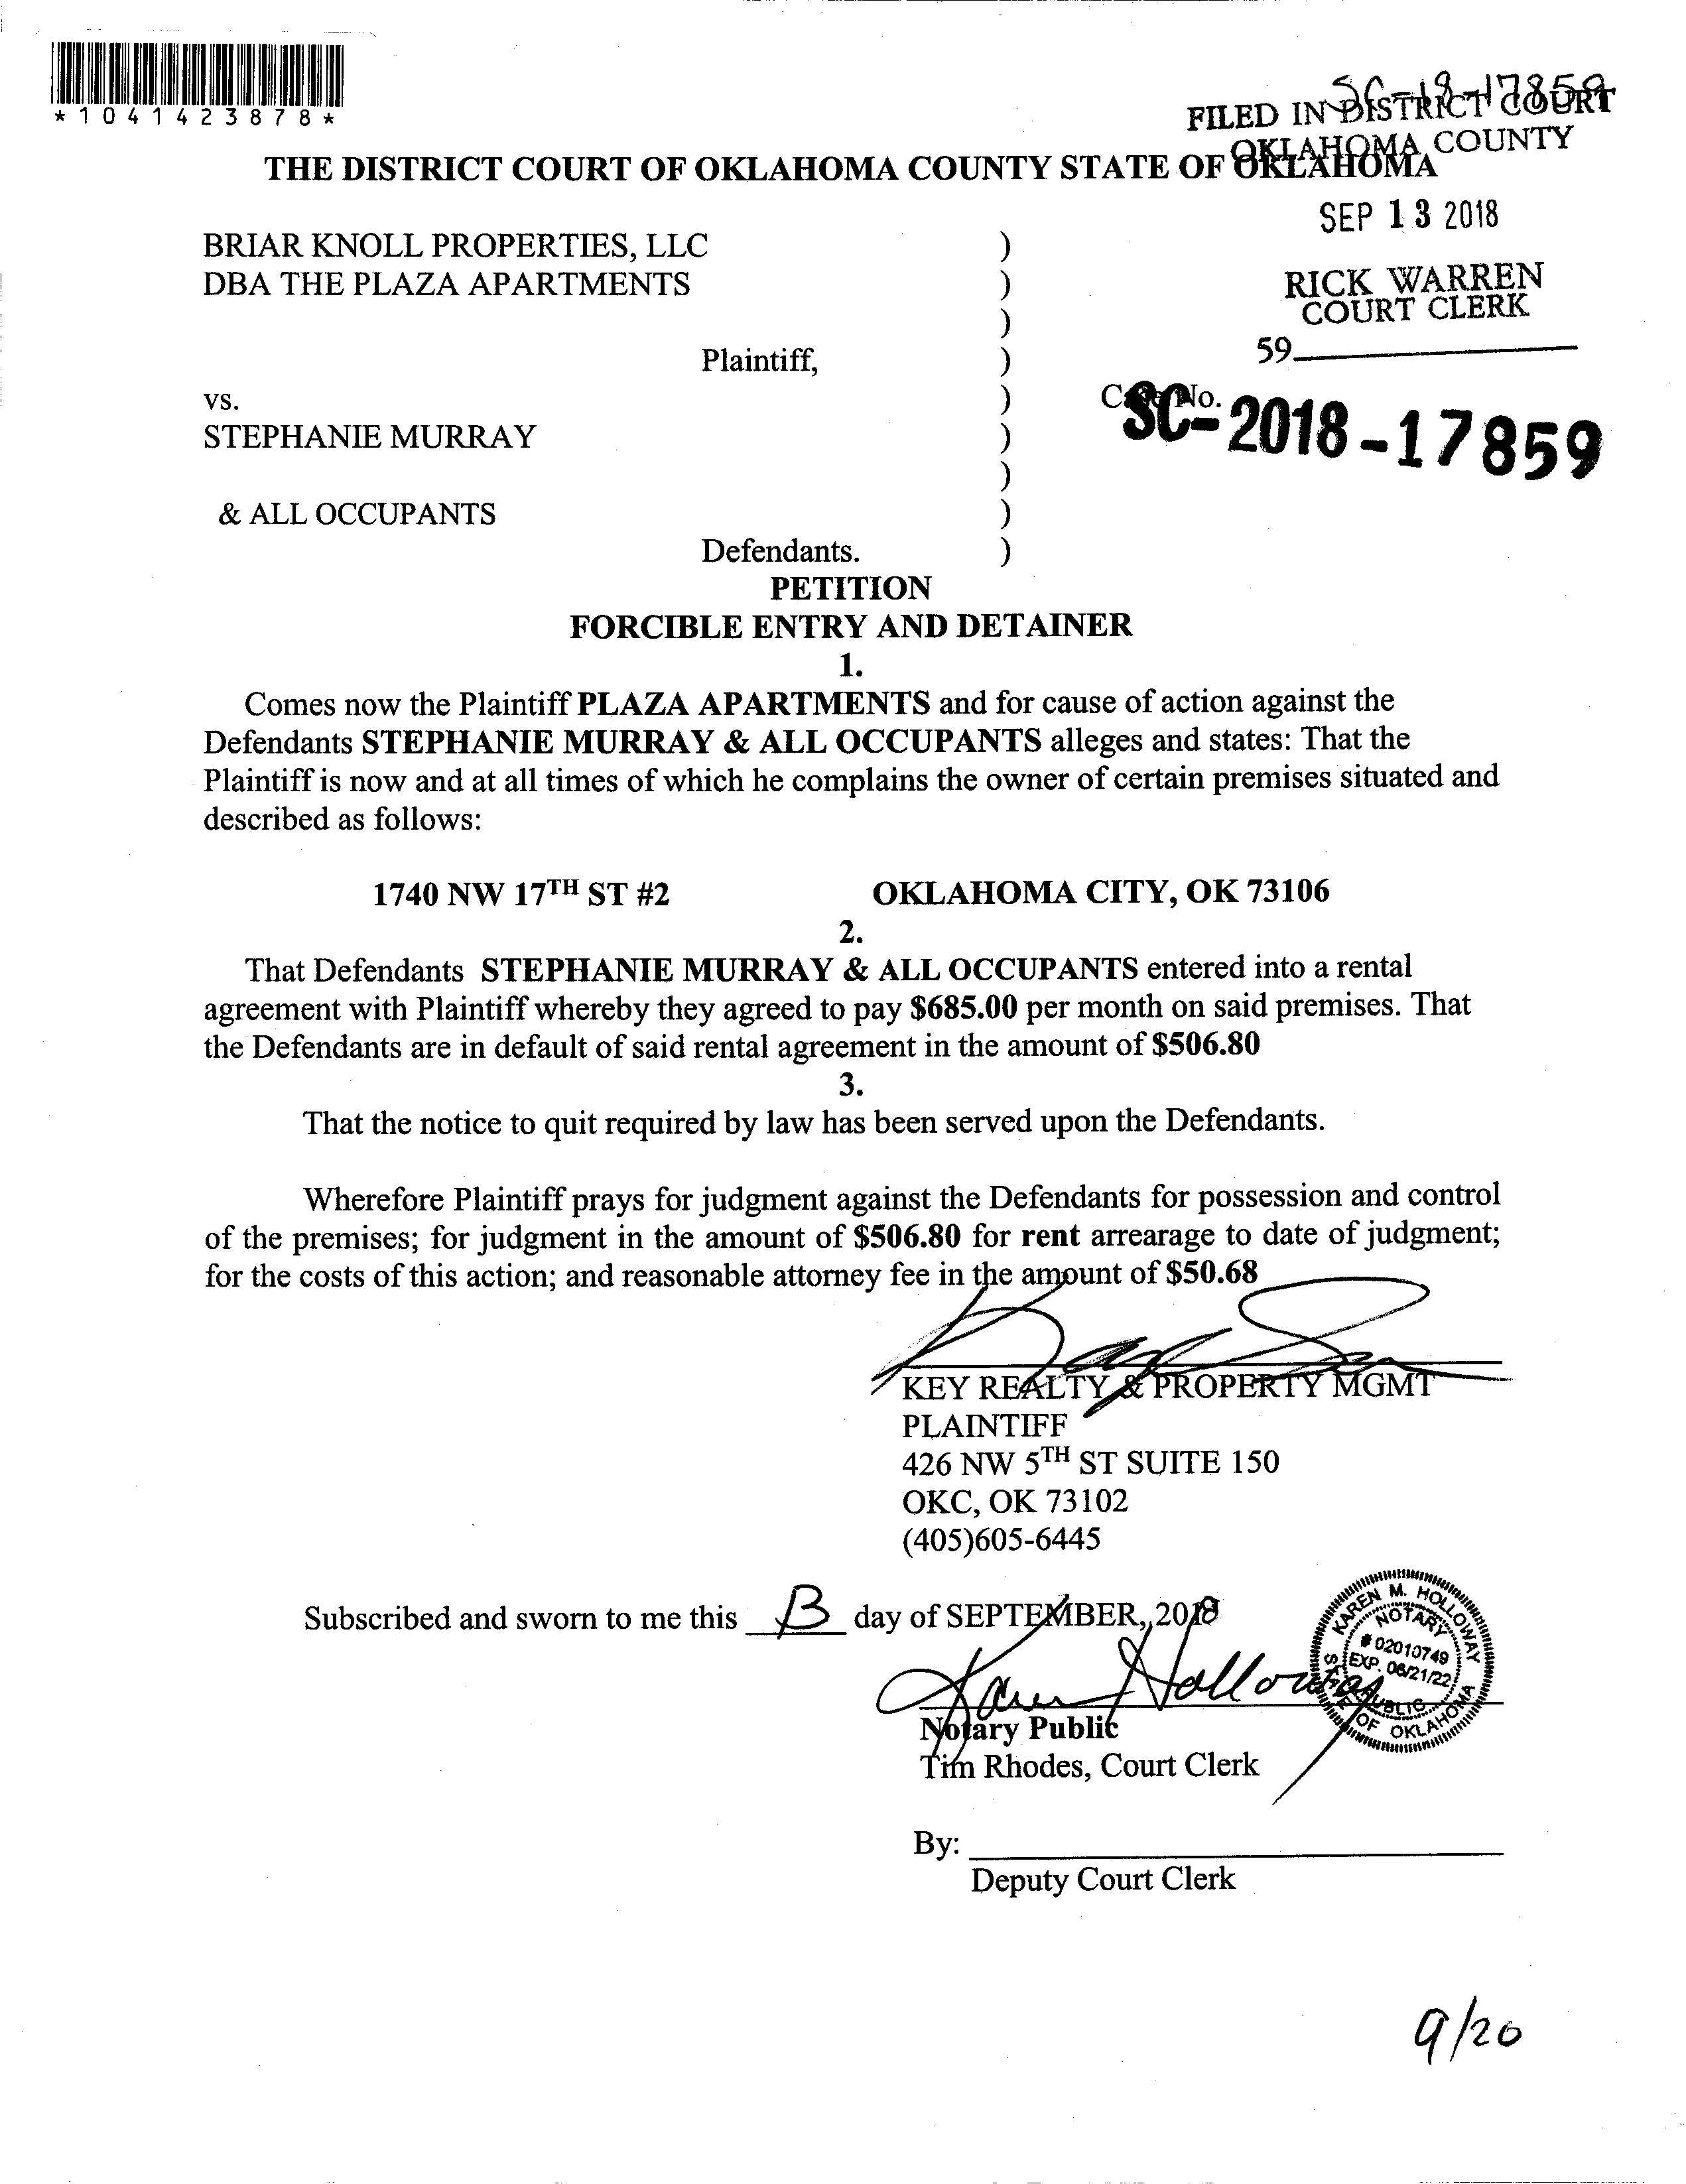 *1041423878*
SC-18-17859
FILED IN DISTRICT COURT
OKLAHOMA COUNTY
THE DISTRICT COURT OF OKLAHOMA COUNTY STATE OF OKLAHOMA
SEP 13 2018
RICK WARREN
COURT CLERK
59
BRIAR KNOLL PROPERTIES, LLC )
DBA THE PLAZA APARTMENTS )
)
Plaintiff, )
vs. ) Case No. SC-2018-17859
STEPHANIE MURRAY )
)
& ALL OCCUPANTS )
Defendants. )
PETITION
FORCIBLE ENTRY AND DETAINER
1.
Comes now the Plaintiff PLAZA APARTMENTS and for cause of action against the
Defendants STEPHANIE MURRAY & ALL OCCUPANTS alleges and states: That the
Plaintiff is now and at all times of which he complains the owner of certain premises situated and
described as follows:
1740 NW 17TH ST #2 OKLAHOMA CITY, OK 73106
2.
That Defendants STEPHANIE MURRAY & ALL OCCUPANTS entered into a rental
agreement with Plaintiff whereby they agreed to pay $685.00 per month on said premises. That
the Defendants are in default of said rental agreement in the amount of $506.80
3.
That the notice to quit required by law has been served upon the Defendants.
Wherefore Plaintiff prays for judgment against the Defendants for possession and control
of the premises; for judgment in the amount of $506.80 for rent arrearage to date of judgment;
for the costs of this action; and reasonable attorney fee in the amount of $50.68
KEY REALTY & PROPERTY MGMT
PLAINTIFF
426 NW 5TH ST SUITE 150
OKC, OK 73102
(405)605-6445
Subscribed and sworn to me this 13 day of SEPTEMBER, 2018
Karen Holloway
KAREN M. HOLLOWAY
NOTARY
# 02010749
EXP. 06/21/22
PUBLIC
STATE OF OKLAHOMA
Notary Public
Tim Rhodes, Court Clerk
By:
Deputy Court Clerk
9/20